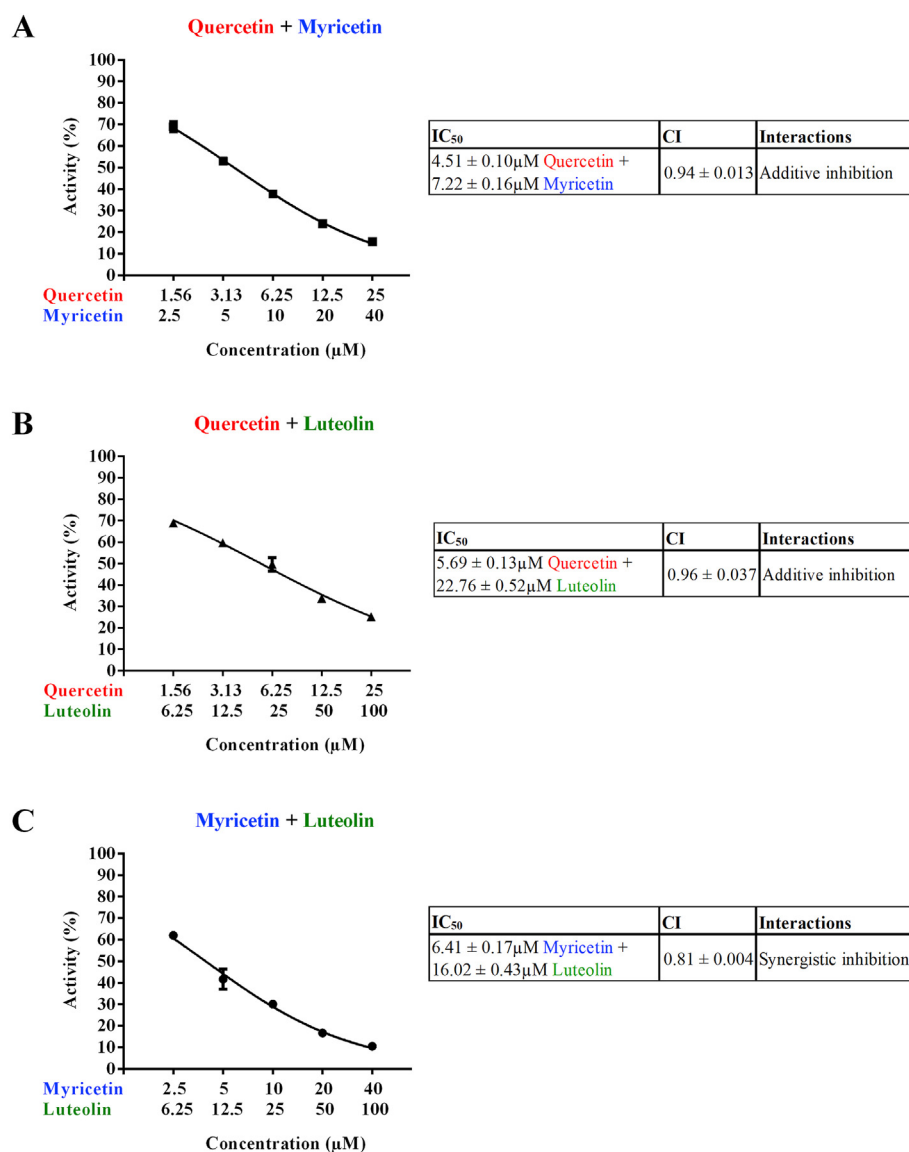 A
Quercetin + Myricetin
100
90
80
70
60
50
40
30
20
10
0
Activity (%)
Quercetin 1.56 3.13 6.25 12.5 25
Myricetin 2.5 5 10 20 40
Concentration (µM)
IC50 CI Interactions
4.51 ± 0.10µM Quercetin +
7.22 ± 0.16µM Myricetin 0.94 ± 0.013 Additive inhibition
B
Quercetin + Luteolin
100
90
80
70
60
50
40
30
20
10
0
Activity (%)
Quercetin 1.56 3.13 6.25 12.5 25
Luteolin 6.25 12.5 25 50 100
Concentration (µM)
IC50 CI Interactions
5.69 ± 0.13µM Quercetin +
22.76 ± 0.52µM Luteolin 0.96 ± 0.037 Additive inhibition
C
Myricetin + Luteolin
100
90
80
70
60
50
40
30
20
10
0
Activity (%)
Myricetin 2.5 5 10 20 40
Luteolin 6.25 12.5 25 50 100
Concentration (µM)
IC50 CI Interactions
6.41 ± 0.17µM Myricetin +
16.02 ± 0.43µM Luteolin 0.81 ± 0.004 Synergistic inhibition